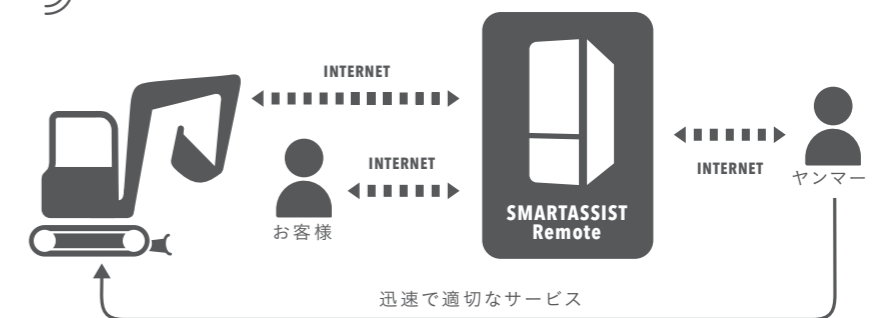 INTERNET
INTERNET
お客様
SMARTASSIST
Remote
INTERNET
ヤンマー
迅速で適切なサービス